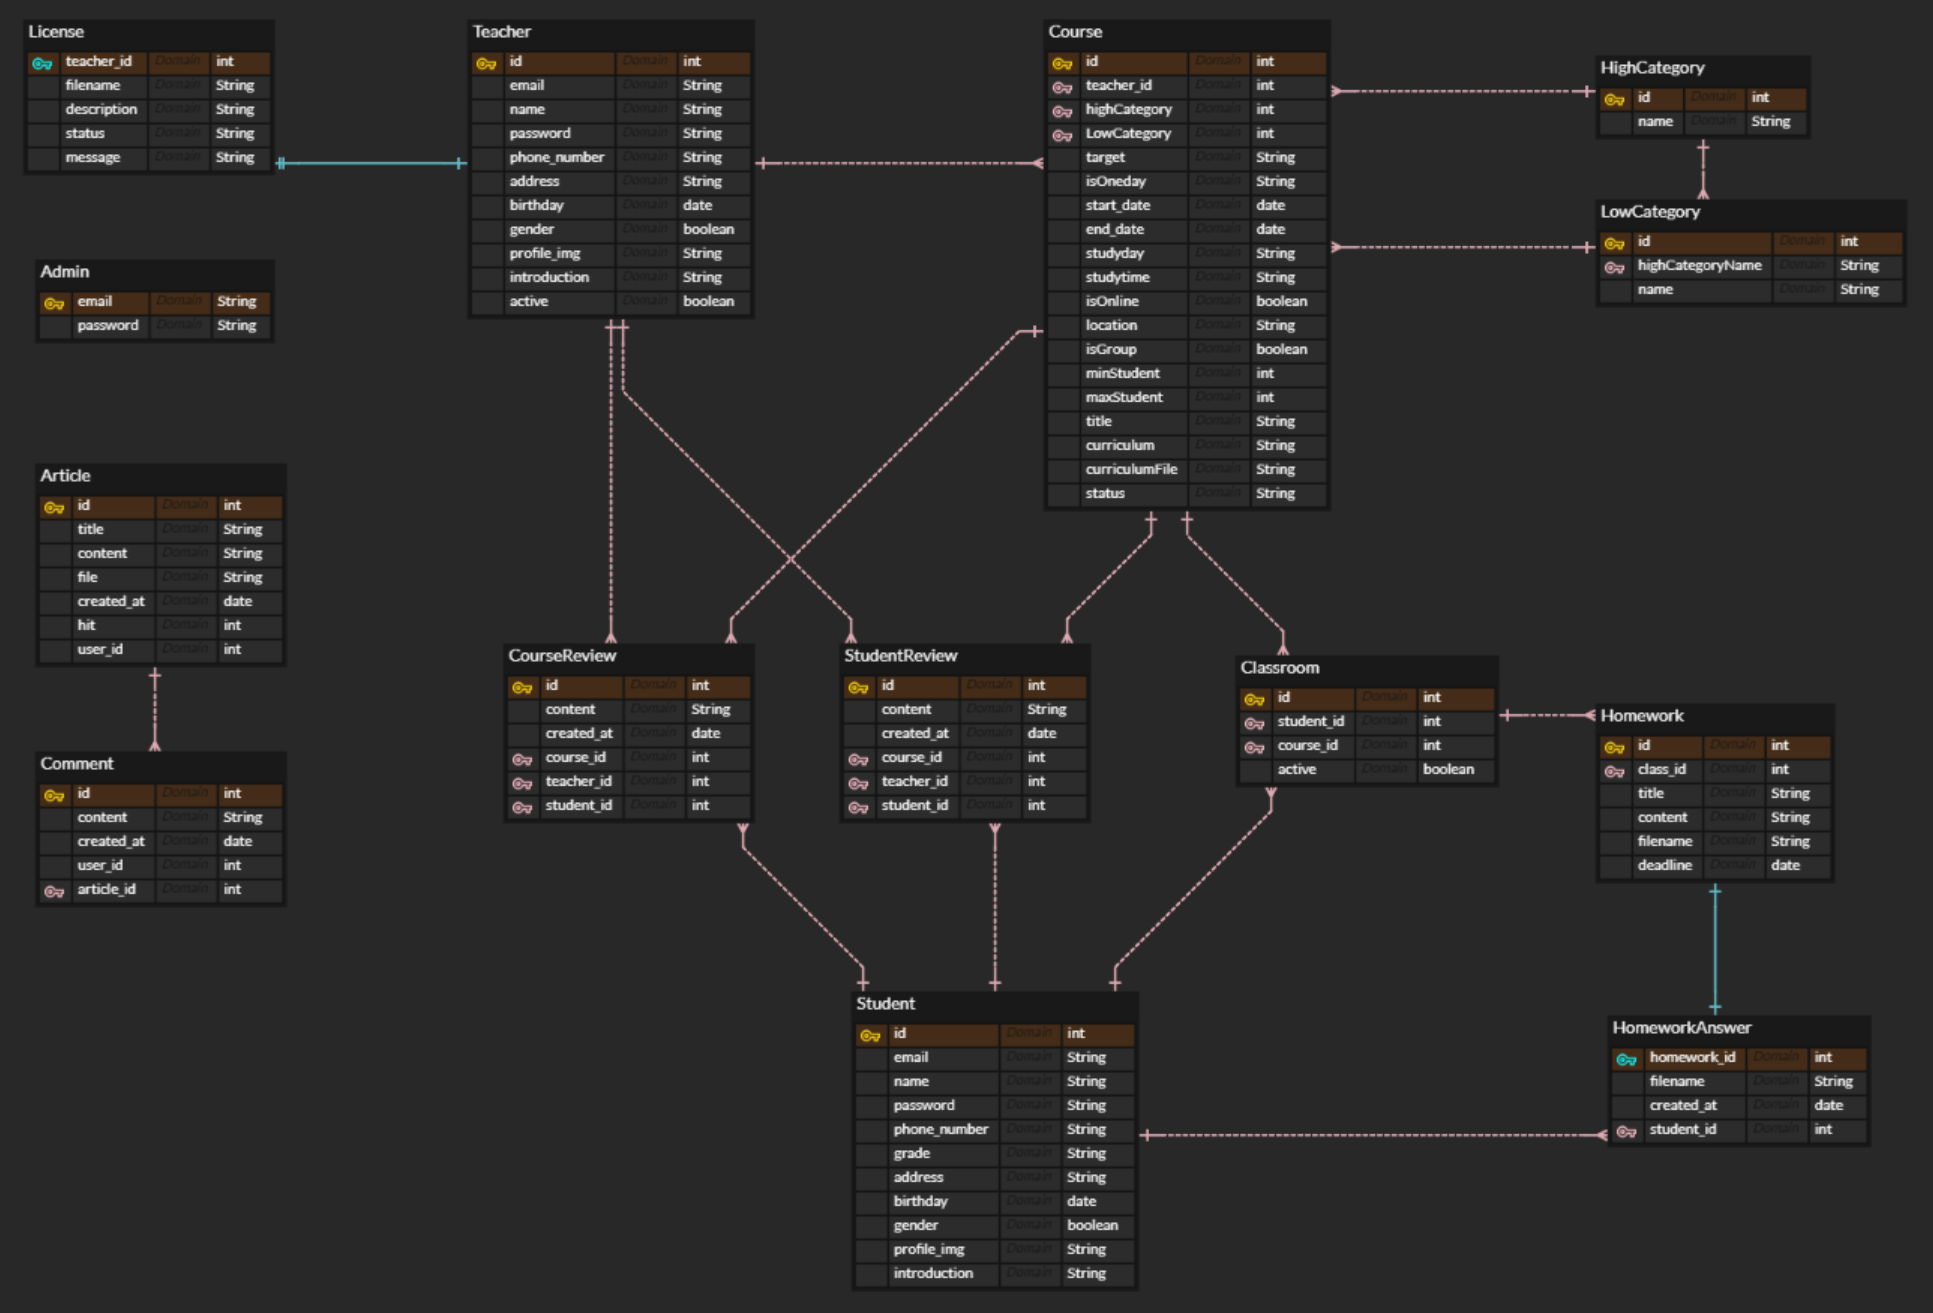 License
teacher_id Domain int
filename Domain String
description Domain String
status Domain String
message Domain String
Teacher
id Domain int
email Domain String
name Domain String
password Domain String
phone_number Domain String
address Domain String
birthday Domain date
gender Domain boolean
profile_img Domain String
introduction Domain String
active Domain boolean
Course
id Domain int
teacher_id Domain int
highCategory Domain int
LowCategory Domain int
target Domain String
isOneday Domain String
start_date Domain date
end_date Domain date
studyday Domain String
studytime Domain String
isOnline Domain boolean
location Domain String
isGroup Domain boolean
minStudent Domain int
maxStudent Domain int
title Domain String
curriculum Domain String
curriculumFile Domain String
status Domain String
HighCategory
id Domain int
name Domain String
LowCategory
id Domain int
highCategoryName Domain String
name Domain String
Admin
email Domain String
password Domain String
Article
id Domain int
title Domain String
content Domain String
file Domain String
created_at Domain date
hit Domain int
user_id Domain int
Comment
id Domain int
content Domain String
created_at Domain date
user_id Domain int
article_id Domain int
CourseReview
id Domain int
content Domain String
created_at Domain date
course_id Domain int
teacher_id Domain int
student_id Domain int
StudentReview
id Domain int
content Domain String
created_at Domain date
course_id Domain int
teacher_id Domain int
student_id Domain int
Classroom
id Domain int
student_id Domain int
course_id Domain int
active Domain boolean
Homework
id Domain int
class_id Domain int
title Domain String
content Domain String
filename Domain String
deadline Domain date
Student
id Domain int
email Domain String
name Domain String
password Domain String
phone_number Domain String
grade Domain String
address Domain String
birthday Domain date
gender Domain boolean
profile_img Domain String
introduction Domain String
HomeworkAnswer
homework_id Domain int
filename Domain String
created_at Domain date
student_id Domain int